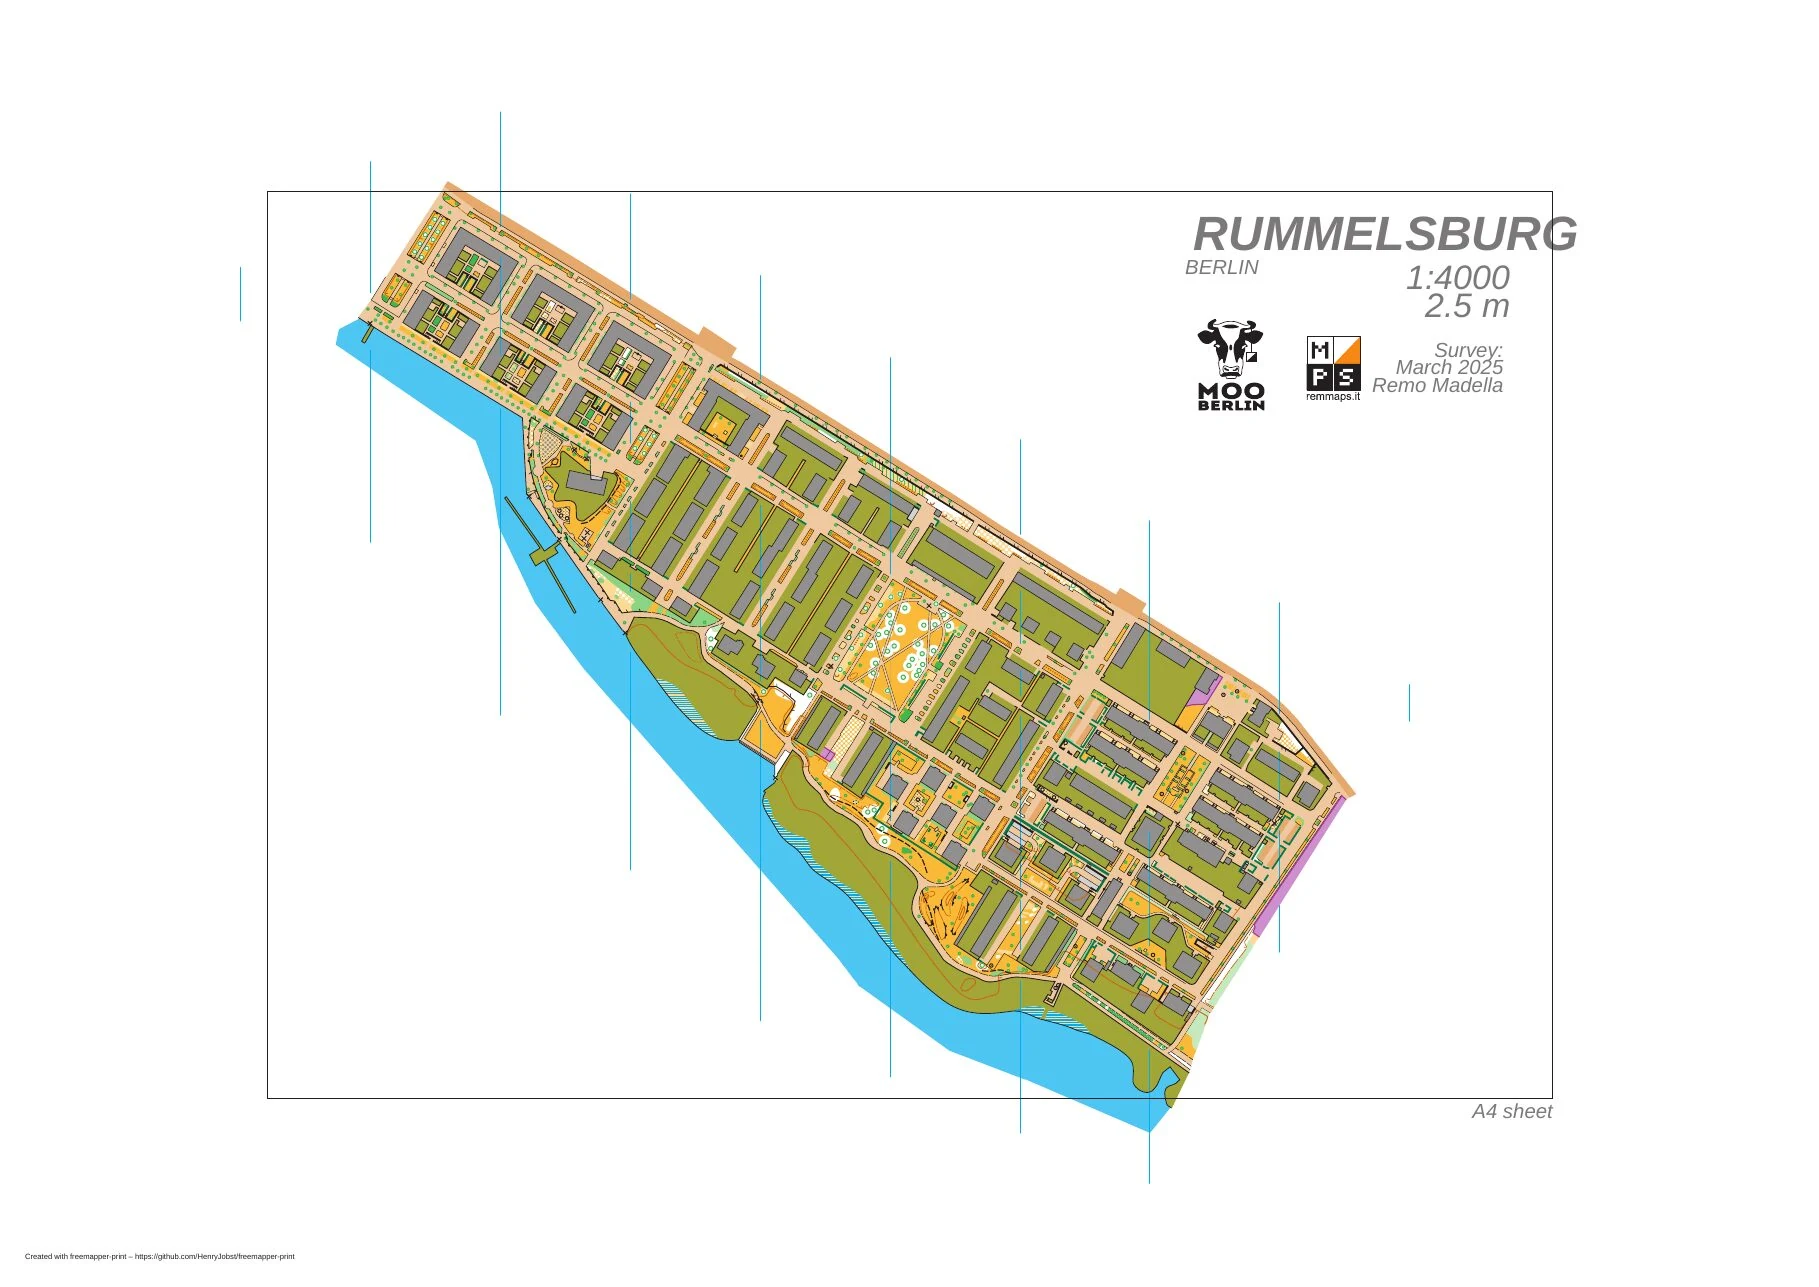 RUMMELSBURG
BERLIN
1:4000
2.5 m
Survey:
March 2025
Remo Madella
MOO
BERLIN
M
P S
remmaps.it
A4 sheet
Created with freemapper-print – https://github.com/HenryJobst/freemapper-print